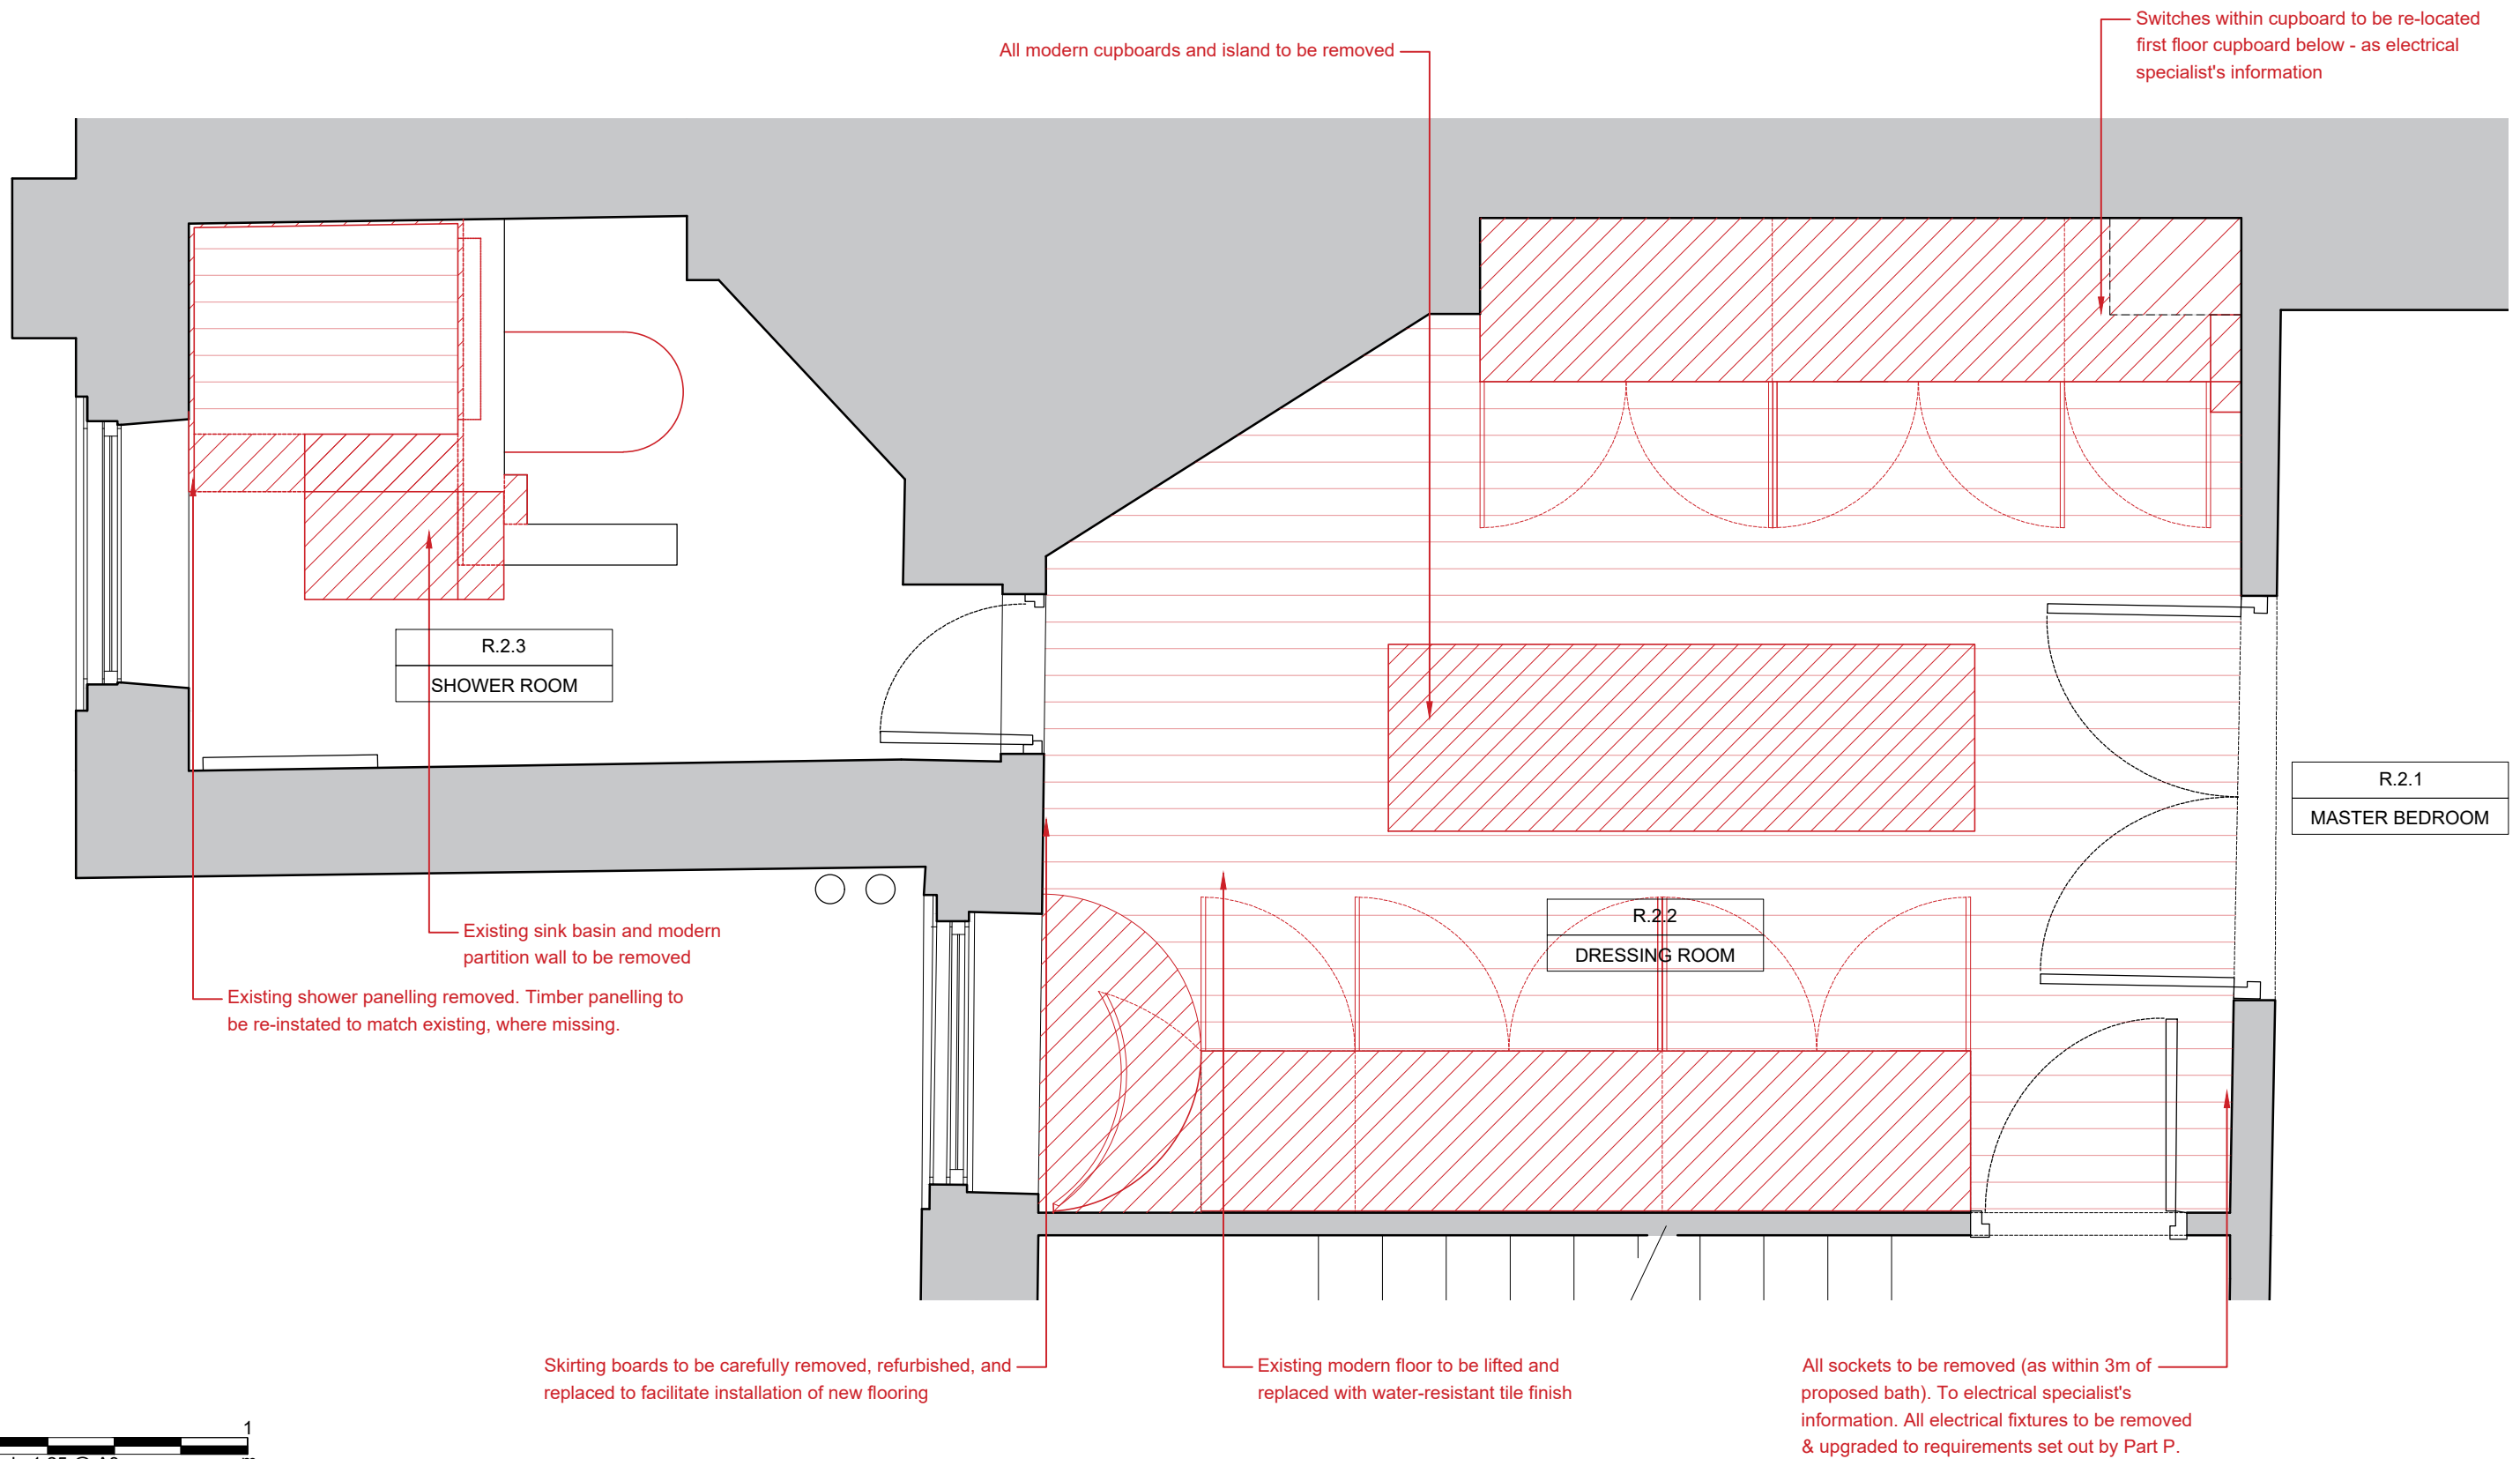 Switches within cupboard to be re-located
first floor cupboard below - as electrical
specialist's information
All modern cupboards and island to be removed
R.2.3
SHOWER ROOM
R.2.1
MASTER BEDROOM
R.2.2
DRESSING ROOM
Existing sink basin and modern
partition wall to be removed
Existing shower panelling removed. Timber panelling to
be re-instated to match existing, where missing.
Skirting boards to be carefully removed, refurbished, and
replaced to facilitate installation of new flooring
Existing modern floor to be lifted and
replaced with water-resistant tile finish
All sockets to be removed (as within 3m of
proposed bath). To electrical specialist's
information. All electrical fixtures to be removed
& upgraded to requirements set out by Part P.
1